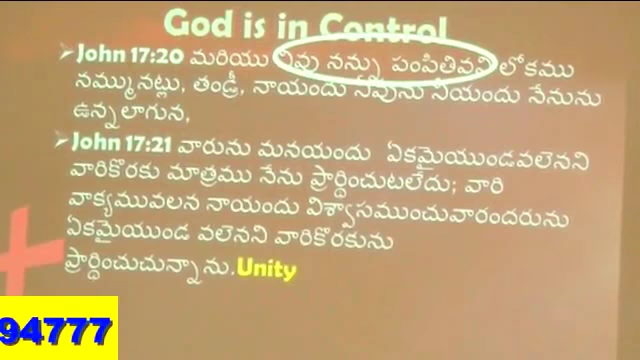 God is in Control
John 17:20 మరియు నీవు నన్ను పంపితివని లోకము
నమ్మునట్లు, తండ్రీ, నాయందు నీవును నీయందు నేనును
ఉన్నలాగున,
John 17:21 వారును మనయందు ఏకమైయుండవలెనని
వారికొరకు మాత్రము నేను ప్రార్థించుటలేదు; వారి
వాక్యమువలన నాయందు విశ్వాసముంచువారందరును
ఏకమైయుండ వలెనని వారికొరకును
ప్రార్థించుచున్నాను.Unity
94777